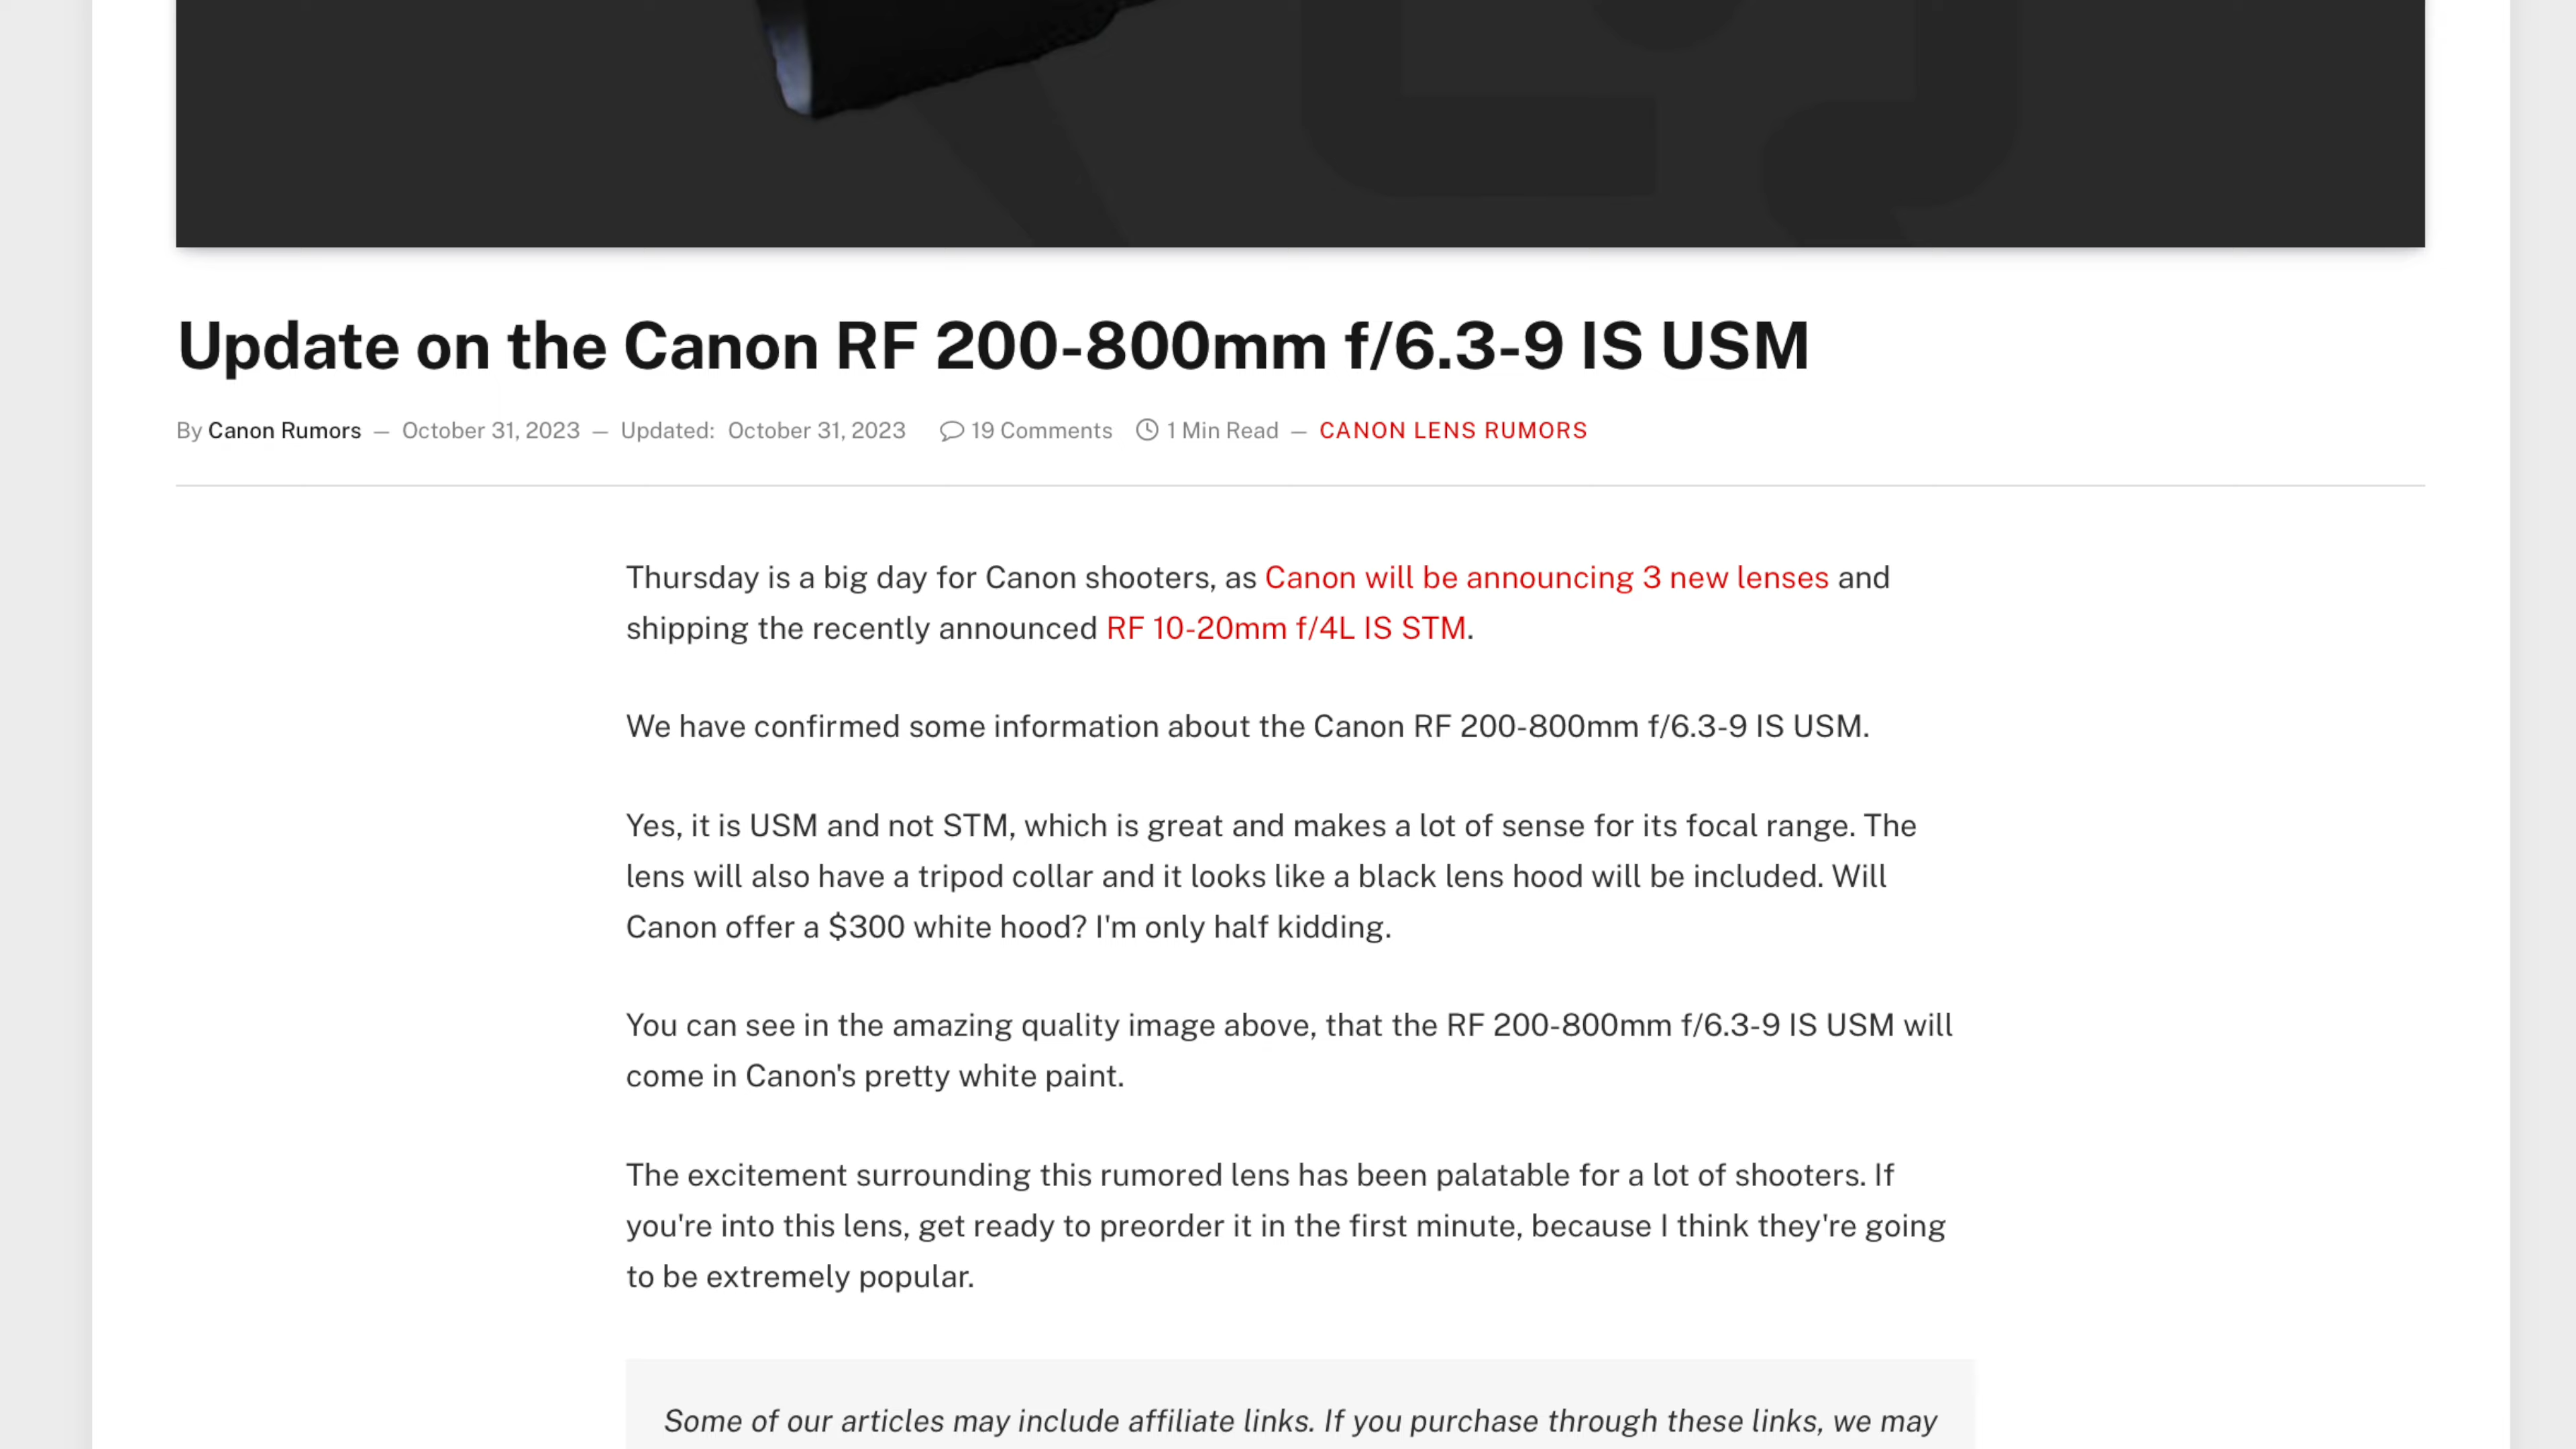 Update on the Canon RF 200-800mm f/6.3-9 IS USM
By Canon Rumors — October 31, 2023 — Updated: October 31, 2023 19 Comments 1 Min Read — CANON LENS RUMORS
Thursday is a big day for Canon shooters, as Canon will be announcing 3 new lenses and
shipping the recently announced RF 10-20mm f/4L IS STM.
We have confirmed some information about the Canon RF 200-800mm f/6.3-9 IS USM.
Yes, it is USM and not STM, which is great and makes a lot of sense for its focal range. The
lens will also have a tripod collar and it looks like a black lens hood will be included. Will
Canon offer a $300 white hood? I'm only half kidding.
You can see in the amazing quality image above, that the RF 200-800mm f/6.3-9 IS USM will
come in Canon's pretty white paint.
The excitement surrounding this rumored lens has been palatable for a lot of shooters. If
you're into this lens, get ready to preorder it in the first minute, because I think they're going
to be extremely popular.
Some of our articles may include affiliate links. If you purchase through these links, we may